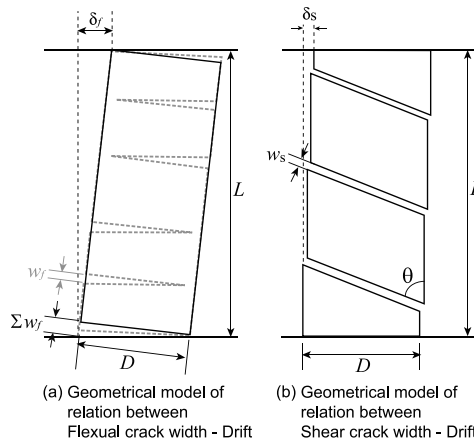 δf
δs
L
ws
L
wf
θ
Σwf
D
D
(a) Geometrical model of
relation between
Flexual crack width - Drift
(b) Geometrical model of
relation between
Shear crack width - Drift